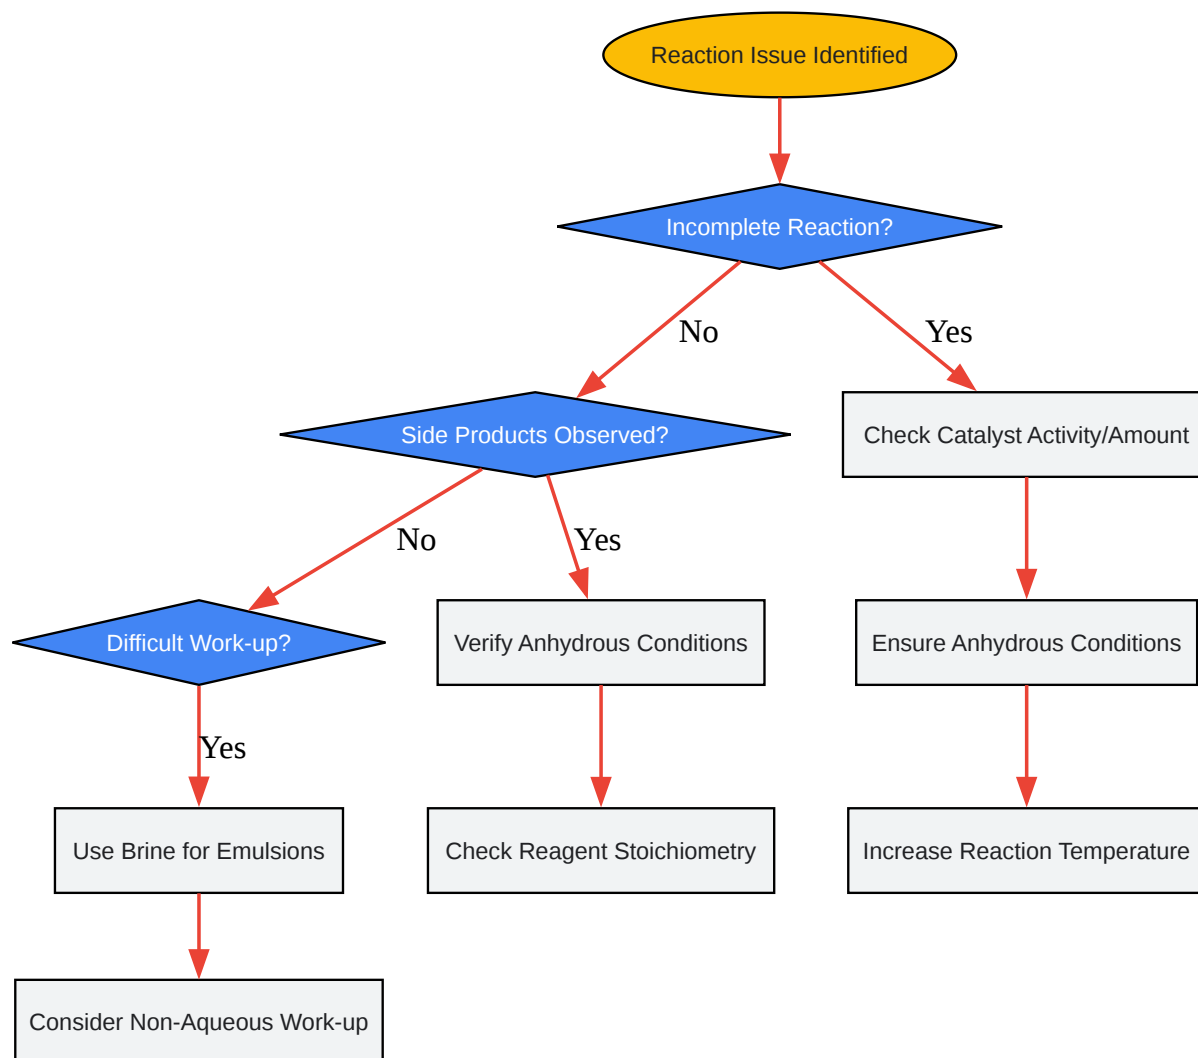 Reaction Issue Identified
Incomplete Reaction?
No
Yes
Side Products Observed?
Check Catalyst Activity/Amount
No
Yes
Difficult Work-up?
Verify Anhydrous Conditions
Ensure Anhydrous Conditions
Yes
Use Brine for Emulsions
Check Reagent Stoichiometry
Increase Reaction Temperature
Consider Non-Aqueous Work-up